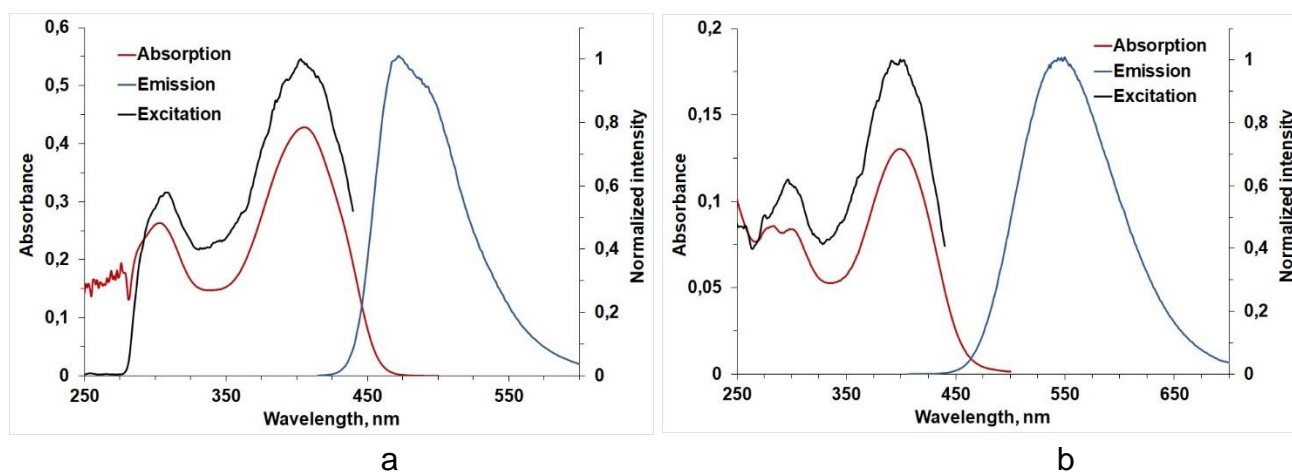 0,6
0,5
0,4
0,3
0,2
0,1
0
Absorbance
250
350
450
550
Wavelength, nm
1
0,8
0,6
0,4
0,2
0
Normalized intensity
Absorption
Emission
Excitation
a
0,2
0,15
0,1
0,05
0
Absorbance
250
350
450
550
650
Wavelength, nm
1
0,8
0,6
0,4
0,2
0
Normalized intensity
Absorption
Emission
Excitation
b